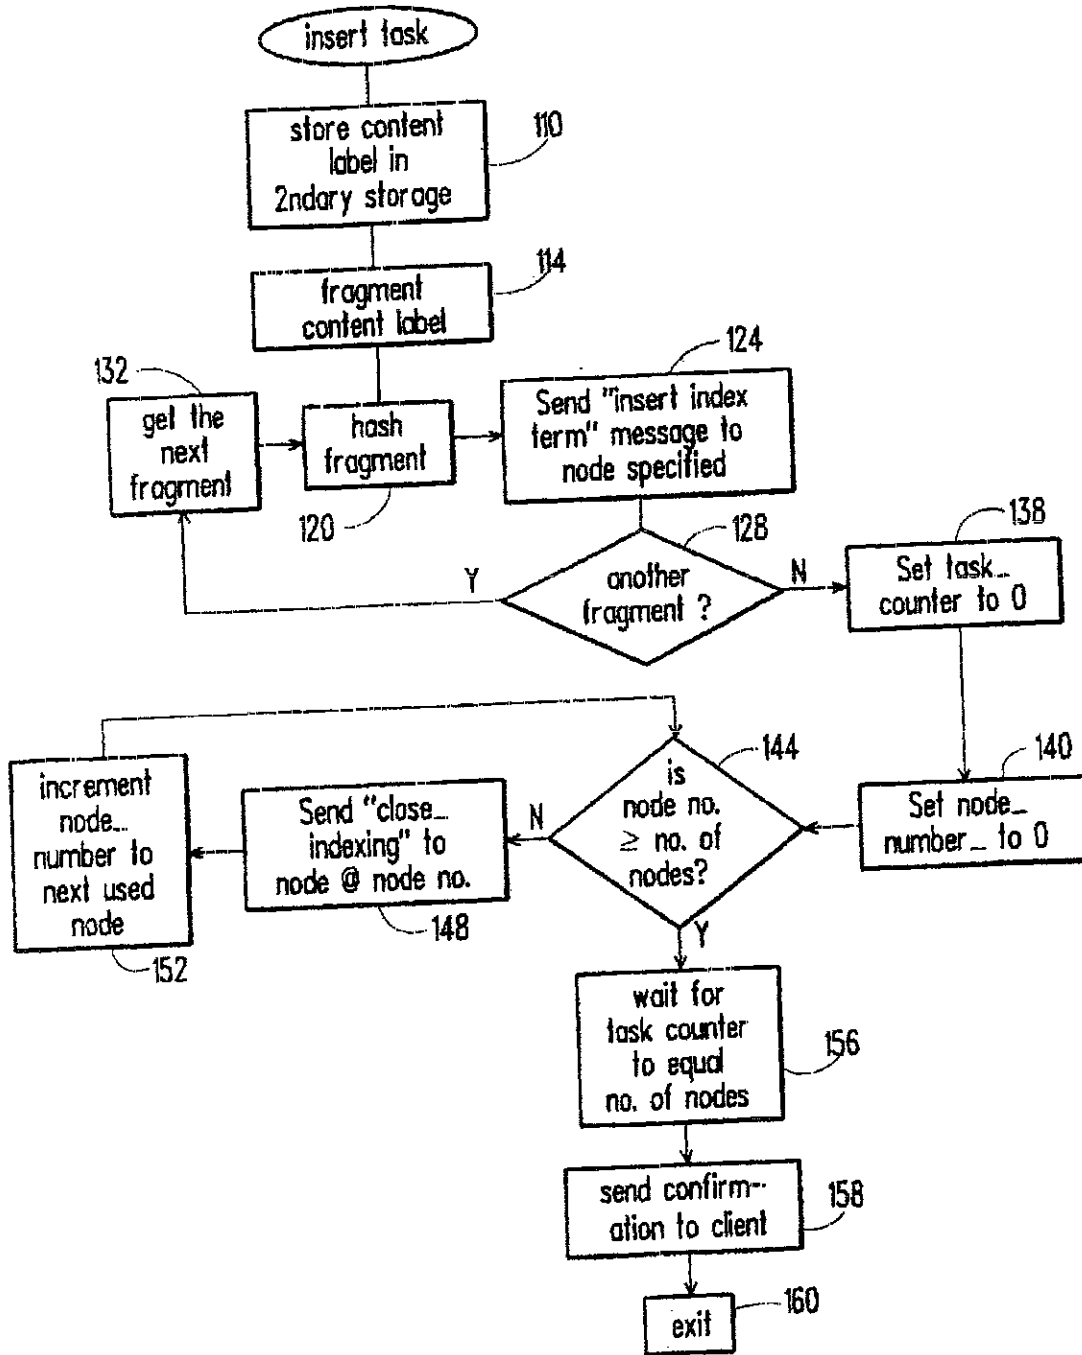 insert task
store content
label in
2ndary storage
110
fragment
content label
114
132
get the
next
fragment
hash
fragment
120
124
Send "insert index
term" message to
node specified
128
another
fragment ?
Y
N
138
Set task_
counter to 0
140
Set node_
number_ to 0
144
is
node no.
≥ no. of
nodes?
N
Y
Send "close_
indexing" to
node @ node no.
148
increment
node_
number to
next used
node
152
wait for
task counter
to equal
no. of nodes
156
send confirm-
ation to client
158
exit
160